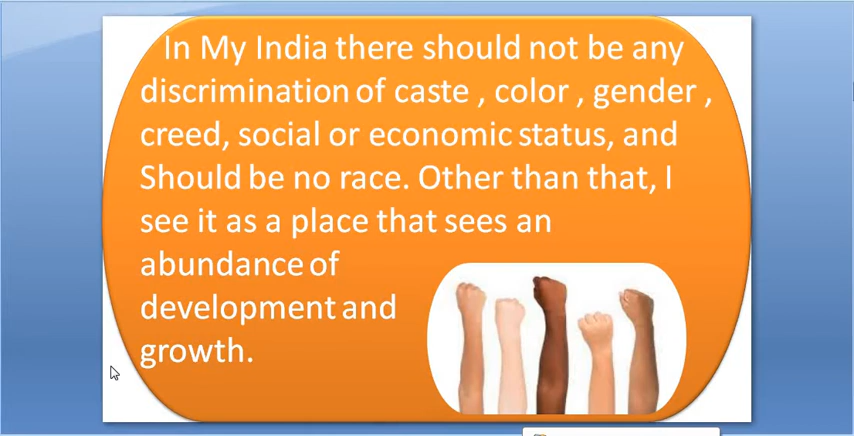 In My India there should not be any
discrimination of caste , color , gender ,
creed, social or economic status, and
Should be no race. Other than that, I
see it as a place that sees an
abundance of
development and
growth.